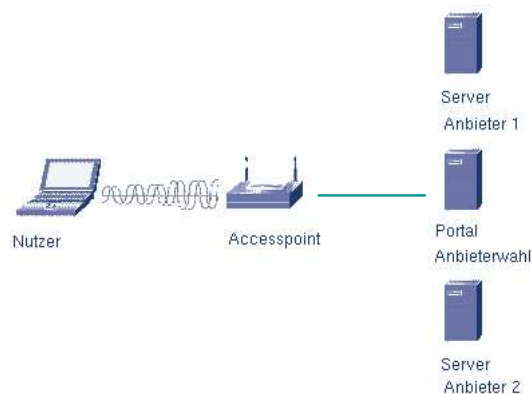 Server
Anbieter 1
Nutzer
Accesspoint
Portal
Anbieterwahl
Server
Anbieter 2